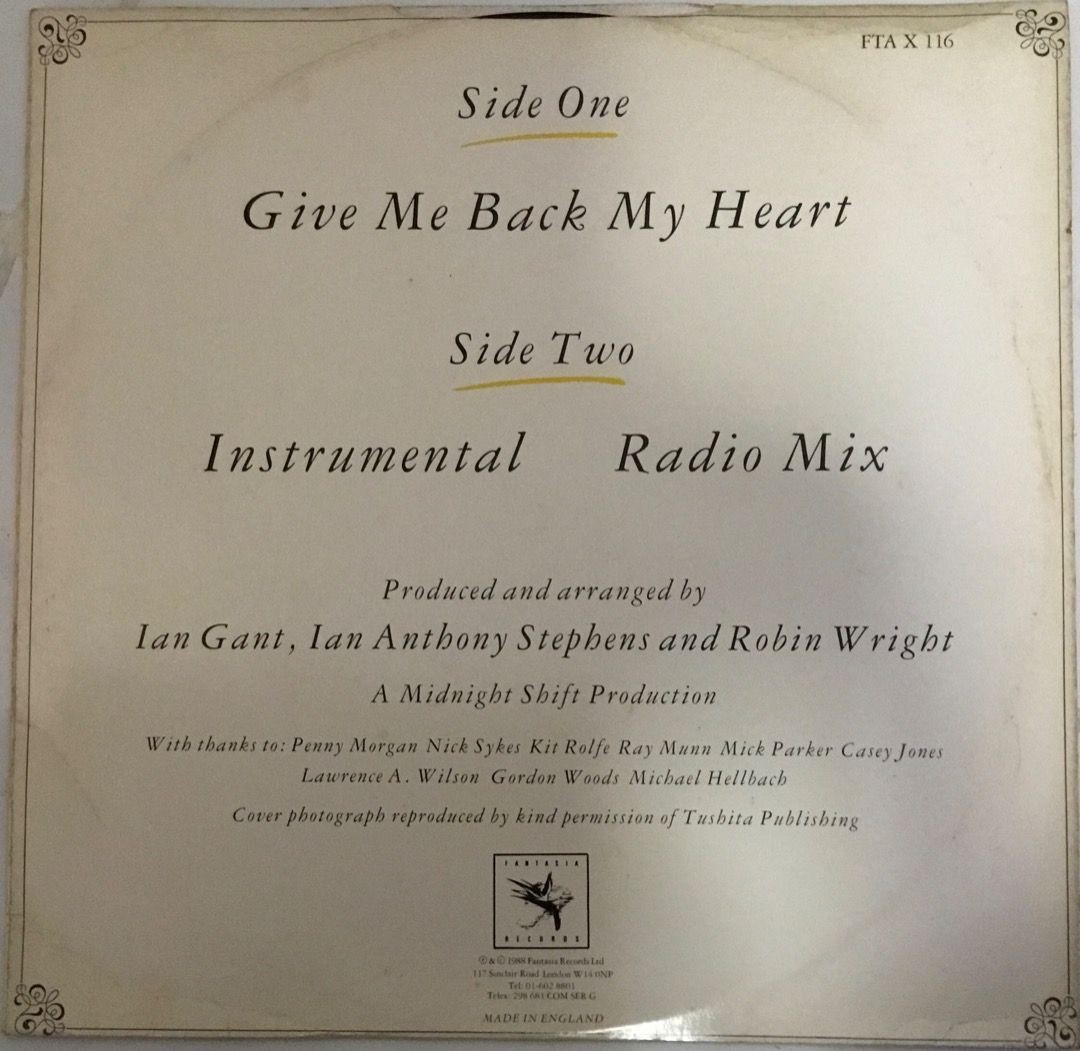 FTA X 116
Side One
Give Me Back My Heart
Side Two
Instrumental Radio Mix
Produced and arranged by
Ian Gant, Ian Anthony Stephens and Robin Wright
A Midnight Shift Production
With thanks to: Penny Morgan Nick Sykes Kit Rolfe Ray Munn Mick Parker Casey Jones
Lawrence A. Wilson Gordon Woods Michael Hellbach
Cover photograph reproduced by kind permission of Tushita Publishing
FANTASIA
RECORDS
℗ & © 1988 Fantasia Records Ltd
117 Sinclair Road London W14 0NP
Tel: 01-602 8801
Telex: 298 681 COM SER G
MADE IN ENGLAND